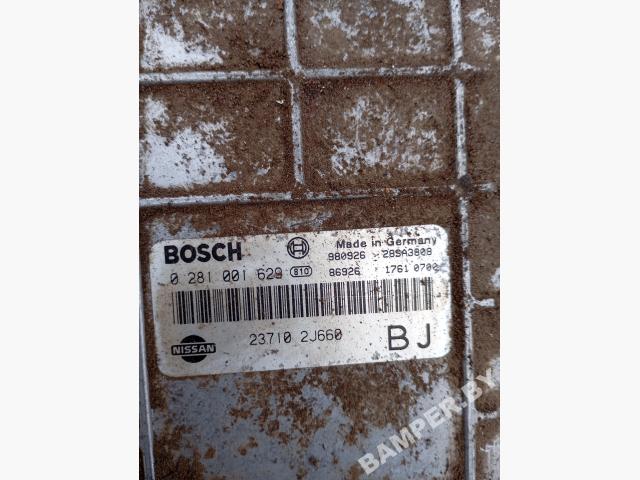 BOSCH
Made in Germany
980926 28SA3808
0 281 001 629 810
86926 1761 0700
NISSAN
23710 2J660
BJ
BAMPER.BY